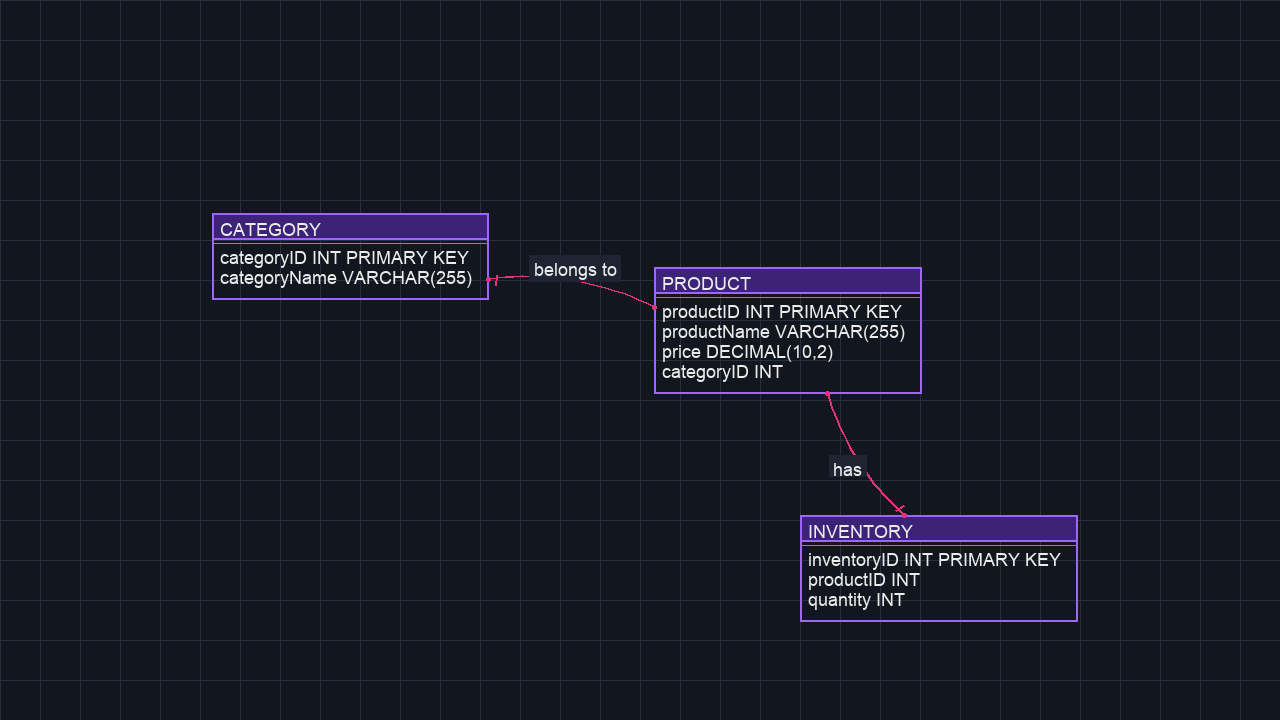 CATEGORY
categoryID INT PRIMARY KEY
categoryName VARCHAR(255)
belongs to
PRODUCT
productID INT PRIMARY KEY
productName VARCHAR(255)
price DECIMAL(10,2)
categoryID INT
has
INVENTORY
inventoryID INT PRIMARY KEY
productID INT
quantity INT